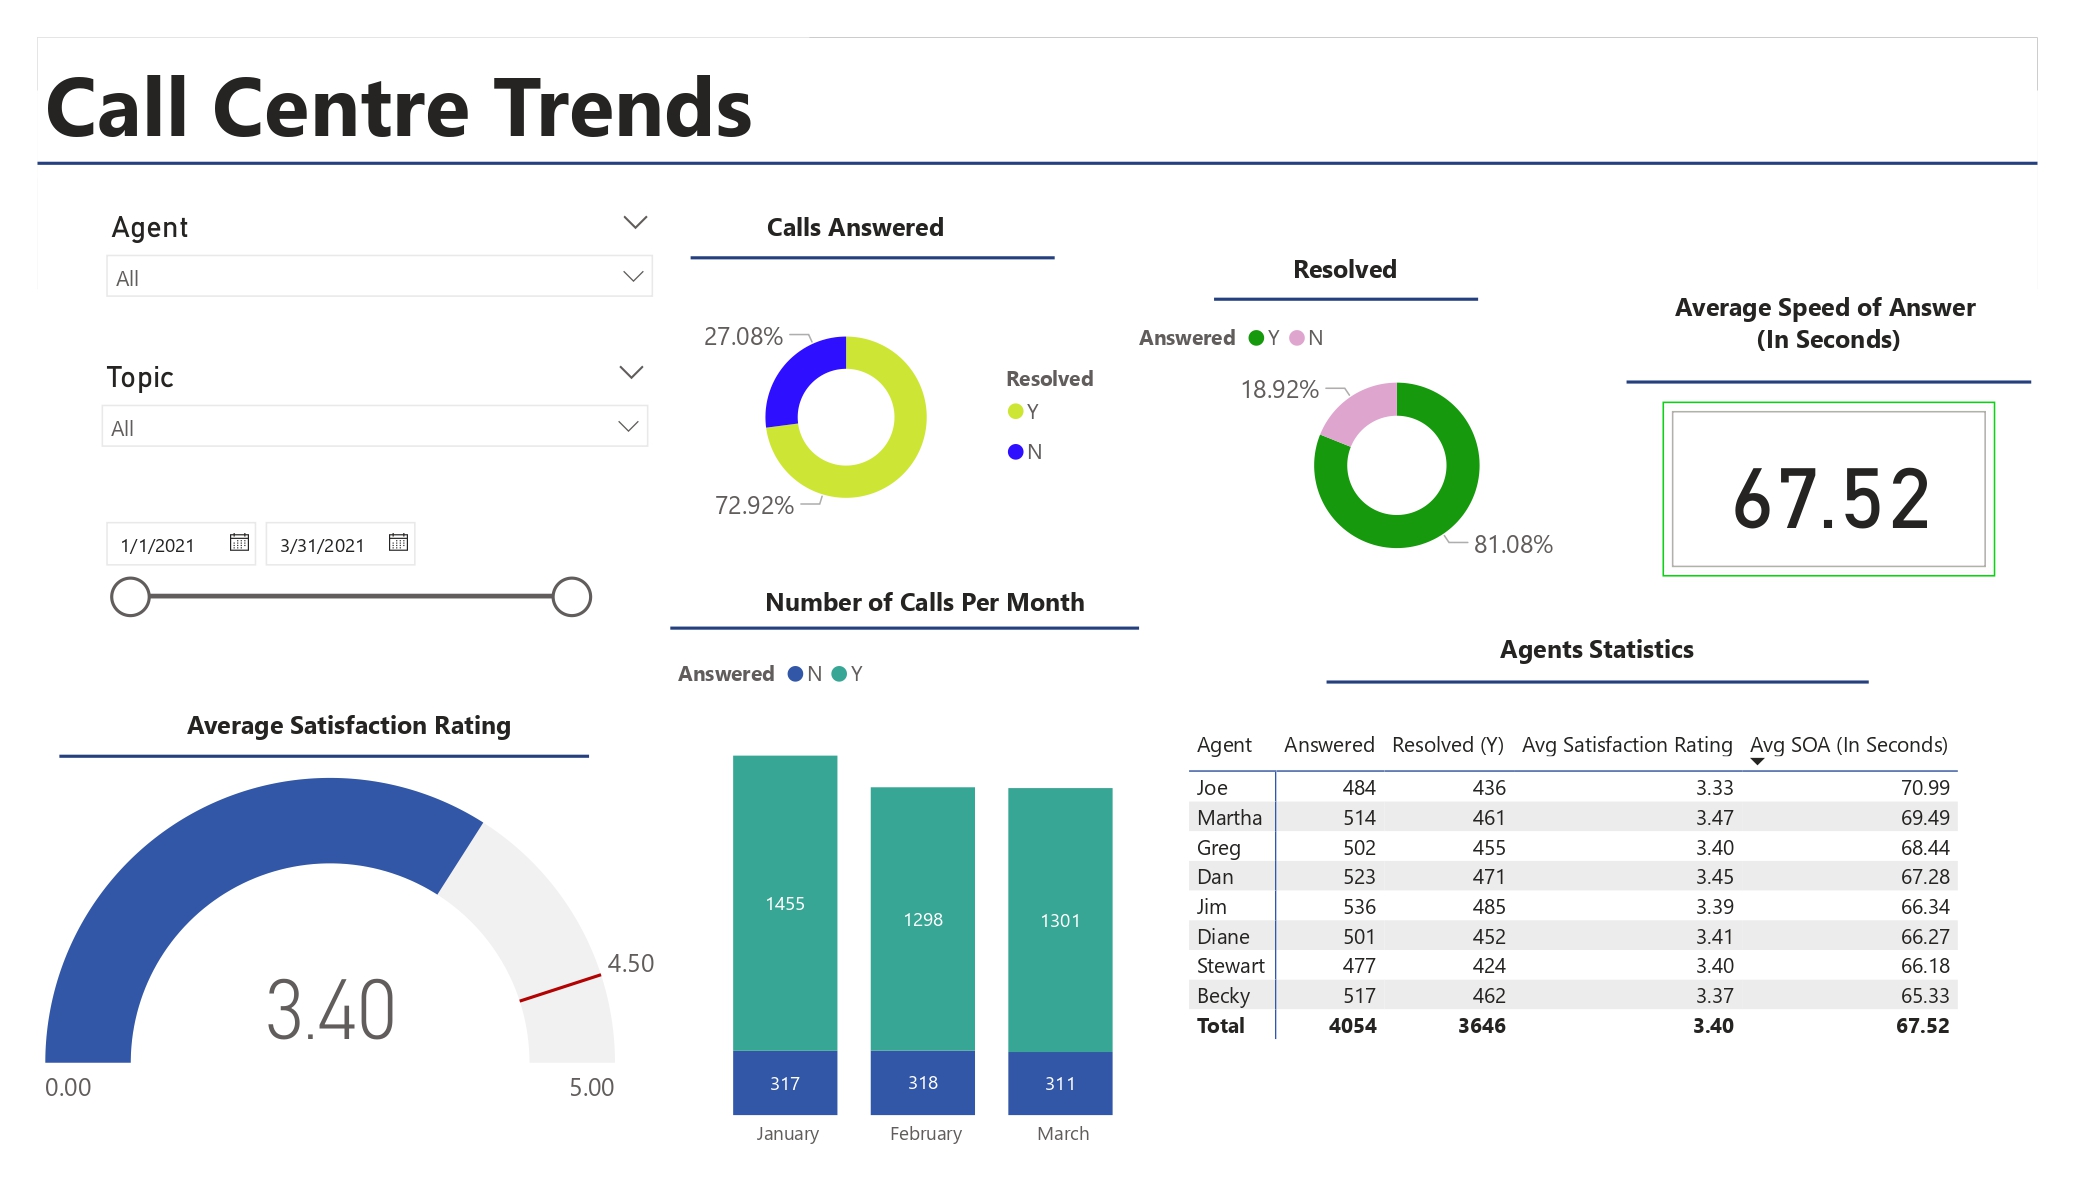 Call Centre Trends
Agent
All
Topic
All
1/1/2021 3/31/2021
Average Satisfaction Rating
4.50
3.40
0.00 5.00
Calls Answered
27.08%
72.92%
Resolved
Y
N
Resolved
Answered Y N
18.92%
81.08%
Average Speed of Answer
(In Seconds)
67.52
Number of Calls Per Month
Answered N Y
1455 1298 1301
317 318 311
January February March
Agents Statistics
Agent Answered Resolved (Y) Avg Satisfaction Rating Avg SOA (In Seconds)
Joe 484 436 3.33 70.99
Martha 514 461 3.47 69.49
Greg 502 455 3.40 68.44
Dan 523 471 3.45 67.28
Jim 536 485 3.39 66.34
Diane 501 452 3.41 66.27
Stewart 477 424 3.40 66.18
Becky 517 462 3.37 65.33
Total 4054 3646 3.40 67.52